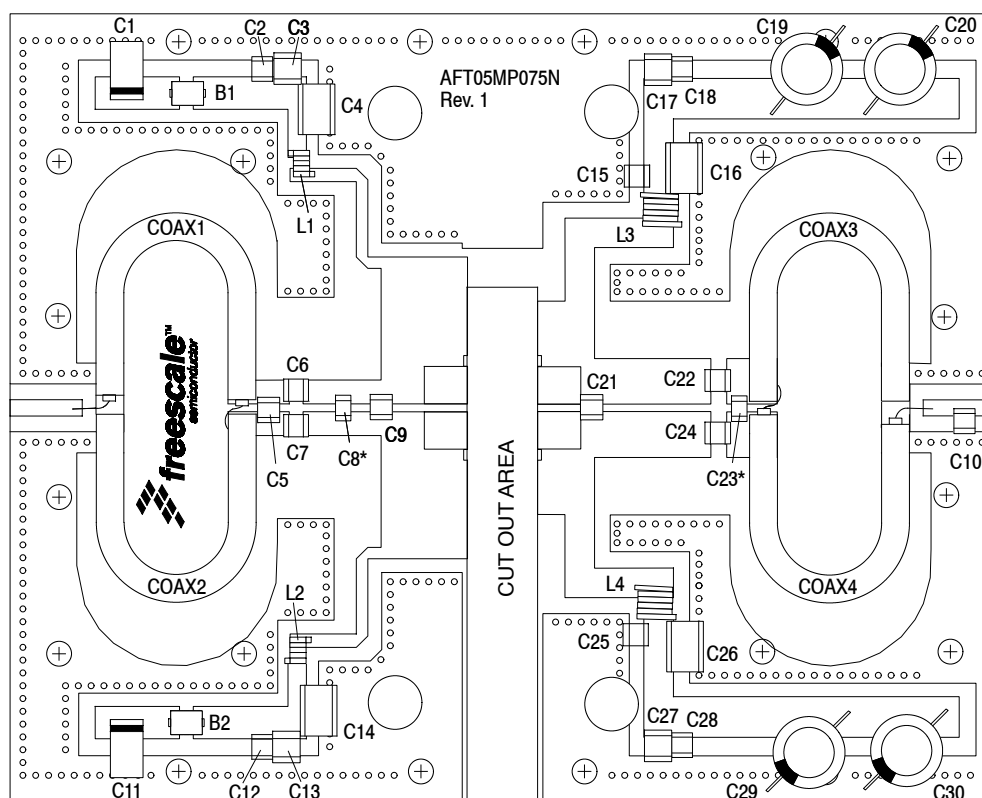 C1
C2
C3
C19
C20
AFT05MP075N
Rev. 1
B1
C4
C17
C18
C15
C16
L1
L3
COAX1
COAX3
freescale™
semiconductor
C6
C22
C21
C7
C9
C24
C5
C8*
C23*
C10
CUT OUT AREA
COAX2
COAX4
L2
L4
C25
C26
B2
C14
C27
C28
C11
C12
C13
C29
C30